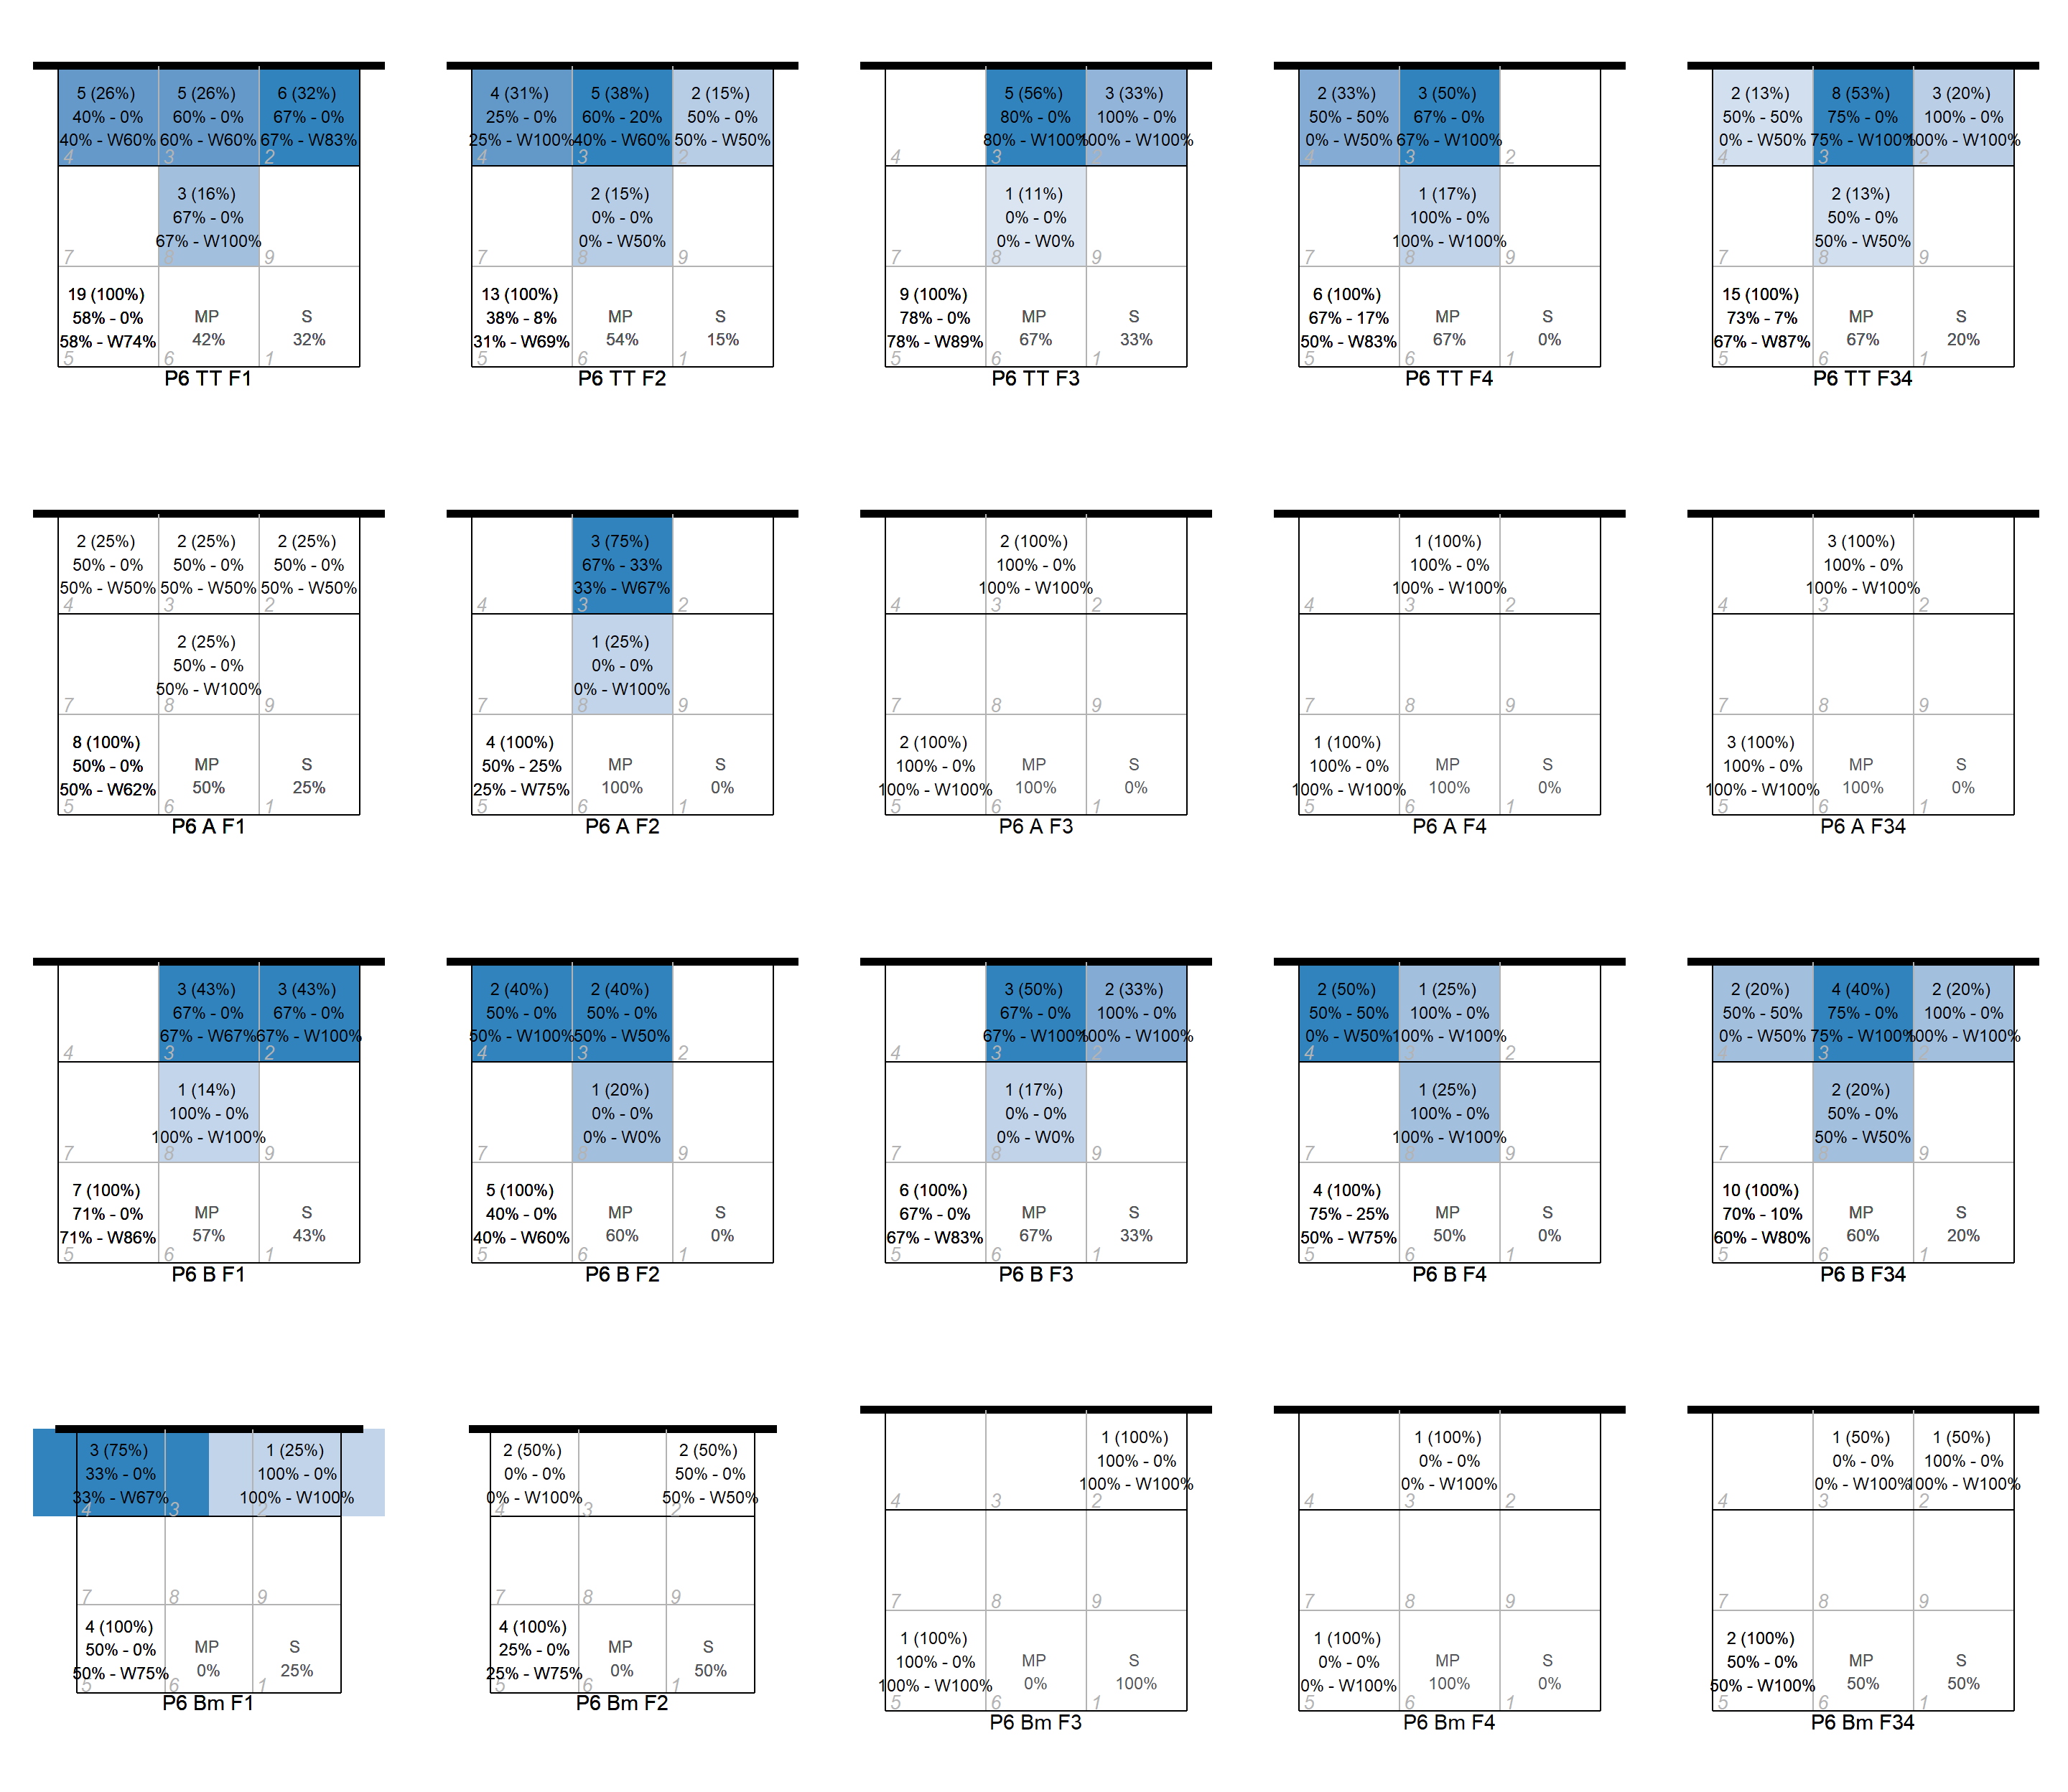 5 (26%)
40% - 0%
40% - W60%
4
5 (26%)
60% - 0%
60% - W60%
3
6 (32%)
67% - 0%
67% - W83%
2
7
3 (16%)
67% - 0%
67% - W100%
8
9
19 (100%)
58% - 0%
58% - W74%
5
MP
42%
6
S
32%
1
P6 TT F1
4 (31%)
25% - 0%
25% - W100%
4
5 (38%)
60% - 20%
40% - W60%
3
2 (15%)
50% - 0%
50% - W50%
2
7
2 (15%)
0% - 0%
0% - W50%
8
9
13 (100%)
38% - 8%
31% - W69%
5
MP
54%
6
S
15%
1
P6 TT F2
4
5 (56%)
80% - 0%
80% - W100%
3
3 (33%)
100% - 0%
100% - W100%
2
7
1 (11%)
0% - 0%
0% - W0%
8
9
9 (100%)
78% - 0%
78% - W89%
5
MP
67%
6
S
33%
1
P6 TT F3
2 (33%)
50% - 50%
0% - W50%
4
3 (50%)
67% - 0%
67% - W100%
3
2
7
1 (17%)
100% - 0%
100% - W100%
8
9
6 (100%)
67% - 17%
50% - W83%
5
MP
67%
6
S
0%
1
P6 TT F4
2 (13%)
50% - 50%
0% - W50%
4
8 (53%)
75% - 0%
75% - W100%
3
3 (20%)
100% - 0%
100% - W100%
2
7
2 (13%)
50% - 0%
50% - W50%
8
9
15 (100%)
73% - 7%
67% - W87%
5
MP
67%
6
S
20%
1
P6 TT F34
2 (25%)
50% - 0%
50% - W50%
4
2 (25%)
50% - 0%
50% - W50%
3
2 (25%)
50% - 0%
50% - W50%
2
7
2 (25%)
50% - 0%
50% - W100%
8
9
8 (100%)
50% - 0%
50% - W62%
5
MP
50%
6
S
25%
1
P6 A F1
4
3 (75%)
67% - 33%
33% - W67%
3
2
7
1 (25%)
0% - 0%
0% - W100%
8
9
4 (100%)
50% - 25%
25% - W75%
5
MP
100%
6
S
0%
1
P6 A F2
4
2 (100%)
100% - 0%
100% - W100%
3
2
7
8
9
2 (100%)
100% - 0%
100% - W100%
5
MP
100%
6
S
0%
1
P6 A F3
4
1 (100%)
100% - 0%
100% - W100%
3
2
7
8
9
1 (100%)
100% - 0%
100% - W100%
5
MP
100%
6
S
0%
1
P6 A F4
4
3 (100%)
100% - 0%
100% - W100%
3
2
7
8
9
3 (100%)
100% - 0%
100% - W100%
5
MP
100%
6
S
0%
1
P6 A F34
4
3 (43%)
67% - 0%
67% - W67%
3
3 (43%)
67% - 0%
67% - W100%
2
7
1 (14%)
100% - 0%
100% - W100%
8
9
7 (100%)
71% - 0%
71% - W86%
5
MP
57%
6
S
43%
1
P6 B F1
2 (40%)
50% - 0%
50% - W100%
4
2 (40%)
50% - 0%
50% - W50%
3
2
7
1 (20%)
0% - 0%
0% - W0%
8
9
5 (100%)
40% - 0%
40% - W60%
5
MP
60%
6
S
0%
1
P6 B F2
4
3 (50%)
67% - 0%
67% - W100%
3
2 (33%)
100% - 0%
100% - W100%
2
7
1 (17%)
0% - 0%
0% - W0%
8
9
6 (100%)
67% - 0%
67% - W83%
5
MP
67%
6
S
33%
1
P6 B F3
2 (50%)
50% - 50%
0% - W50%
4
1 (25%)
100% - 0%
100% - W100%
3
2
7
1 (25%)
100% - 0%
100% - W100%
8
9
4 (100%)
75% - 25%
50% - W75%
5
MP
50%
6
S
0%
1
P6 B F4
2 (20%)
50% - 50%
0% - W50%
4
4 (40%)
75% - 0%
75% - W100%
3
2 (20%)
100% - 0%
100% - W100%
2
7
2 (20%)
50% - 0%
50% - W50%
8
9
10 (100%)
70% - 10%
60% - W80%
5
MP
60%
6
S
20%
1
P6 B F34
3 (75%)
33% - 0%
33% - W67%
4
3
1 (25%)
100% - 0%
100% - W100%
2
7
8
9
4 (100%)
50% - 0%
50% - W75%
5
MP
0%
6
S
25%
1
P6 Bm F1
2 (50%)
0% - 0%
0% - W100%
4
3
2 (50%)
50% - 0%
50% - W50%
2
7
8
9
4 (100%)
25% - 0%
25% - W75%
5
MP
0%
6
S
50%
1
P6 Bm F2
4
3
1 (100%)
100% - 0%
100% - W100%
2
7
8
9
1 (100%)
100% - 0%
100% - W100%
5
MP
0%
6
S
100%
1
P6 Bm F3
4
1 (100%)
0% - 0%
0% - W100%
3
2
7
8
9
1 (100%)
0% - 0%
0% - W100%
5
MP
100%
6
S
0%
1
P6 Bm F4
4
1 (50%)
0% - 0%
0% - W100%
3
1 (50%)
100% - 0%
100% - W100%
2
7
8
9
2 (100%)
50% - 0%
50% - W100%
5
MP
50%
6
S
50%
1
P6 Bm F34